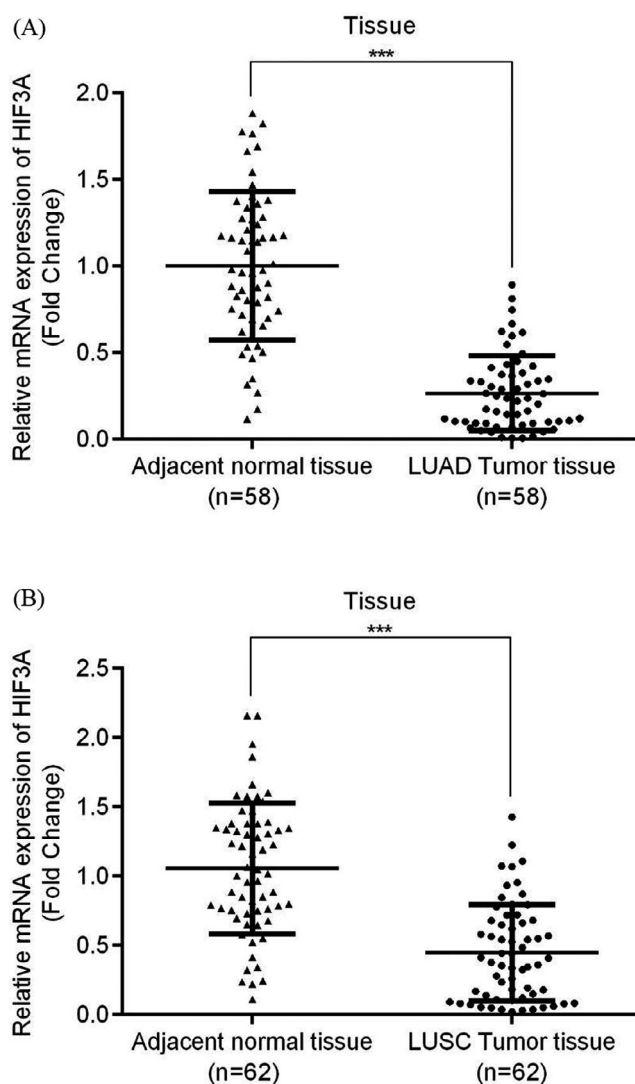 (A)
Tissue
***
Relative mRNA expression of HIF3A
(Fold Change)
2.0
1.5
1.0
0.5
0.0
Adjacent normal tissue
(n=58)
LUAD Tumor tissue
(n=58)
(B)
Tissue
***
Relative mRNA expression of HIF3A
(Fold Change)
2.5
2.0
1.5
1.0
0.5
0.0
Adjacent normal tissue
(n=62)
LUSC Tumor tissue
(n=62)